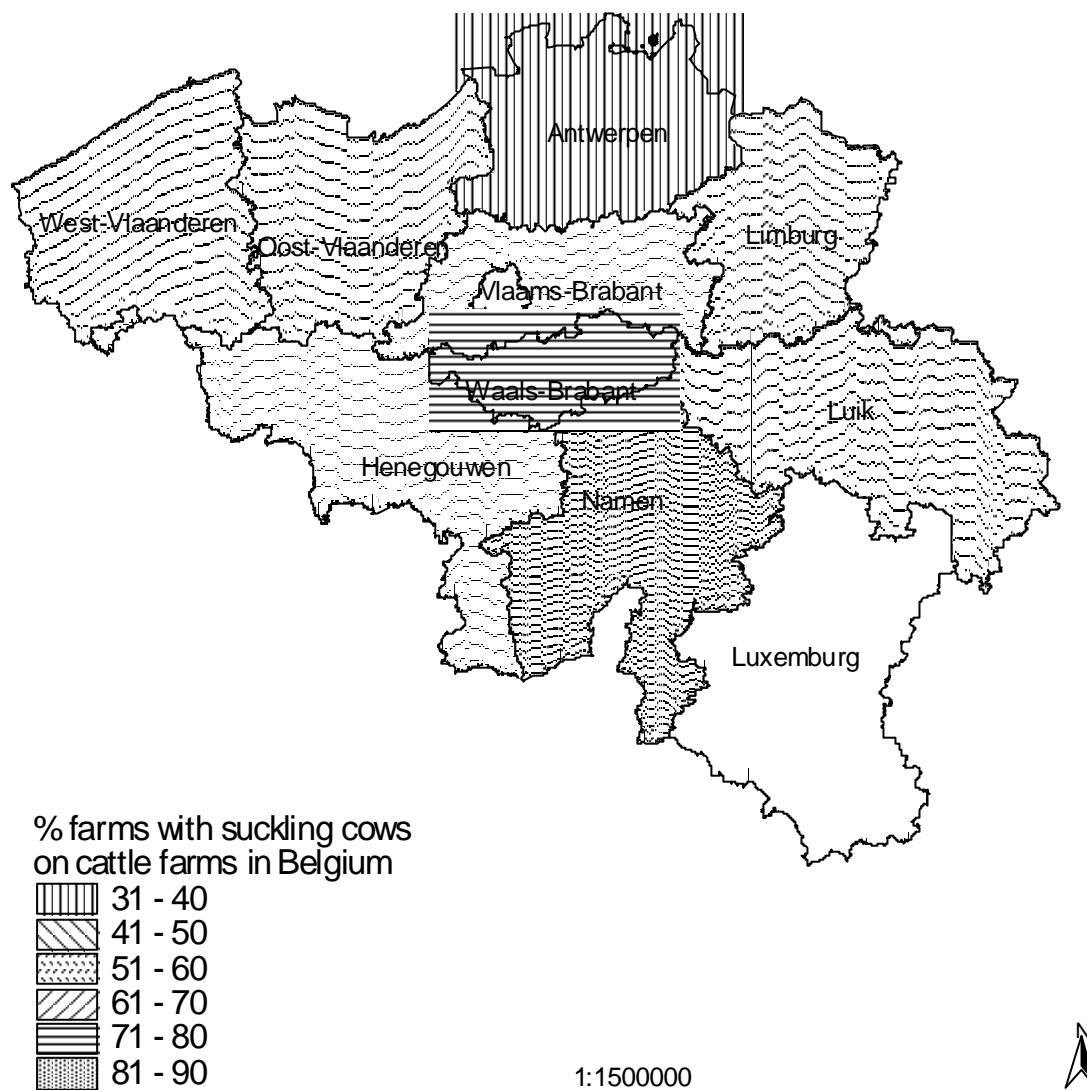 Antwerpen
West-Vlaanderen
Oost-Vlaanderen
Limburg
Vlaams-Brabant
Waals-Brabant
Luik
Henegouwen
Namen
Luxemburg
% farms with suckling cows
on cattle farms in Belgium
31 - 40
41 - 50
51 - 60
61 - 70
71 - 80
81 - 90
1:1500000
N